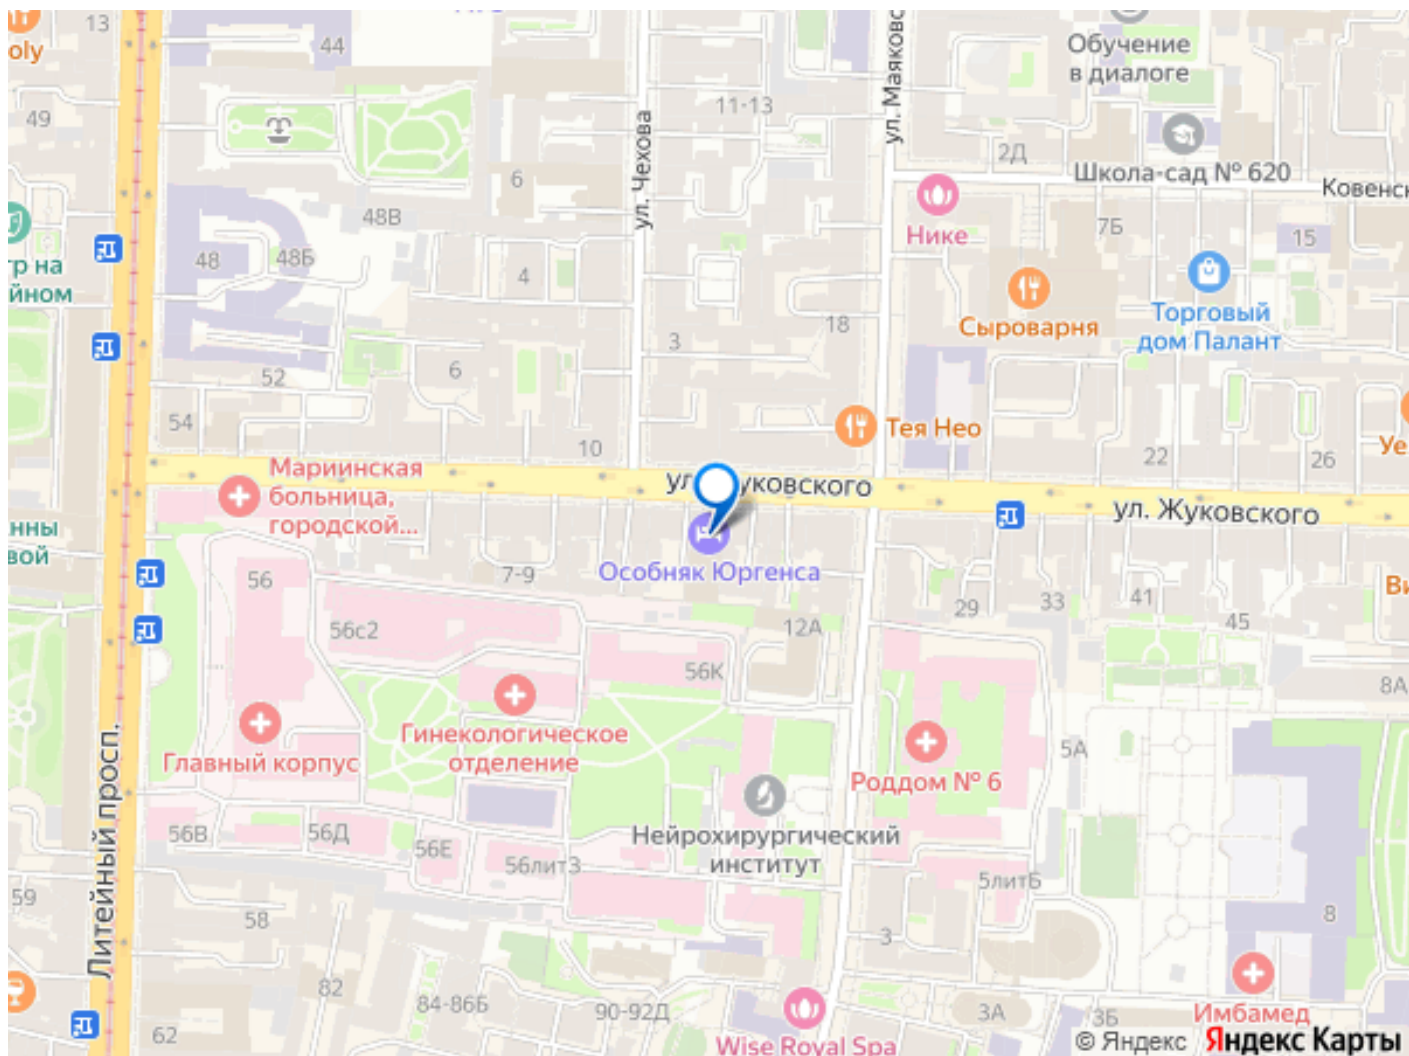 13
oly
44
Обучение
в диалоге
49
11-13
ул. Чехова
ул. Маяковс
2Д
Школа-сад № 620
Ковенск
6
48В
Нике
7Б
15
48
48Б
4
тр на
йном
18
Сыроварня
Торговый
дом Палант
3
52
6
54
10
Тея Нео
22
26
Уе
Мариинская
больница,
городской...
ул. Жуковского
ул. Жуковского
нны
вой
56
7-9
Особняк Юргенса
29
33
41
45
Ви
56с2
12А
56К
8А
Гинекологическое
отделение
Главный корпус
Роддом № 6
5А
Литейный просп.
56В
56Д
56Е
56лит3
Нейрохирургический
институт
5литБ
59
58
3
8
82
84-86Б
90-92Д
3А
3Б
Имбамед
62
Wise Royal Spa
© Яндекс Яндекс Карты